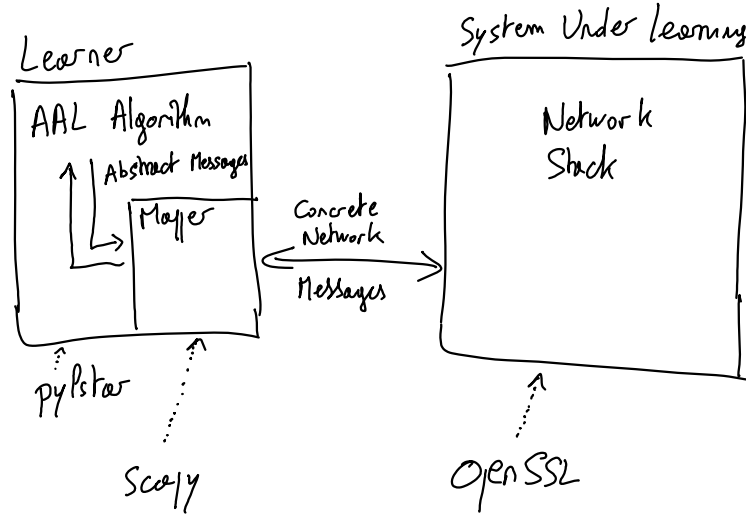 Learner
System Under Learning
AAL Algorithm
Abstract Messages
Mapper
Concrete
Network
Messages
Network
Stack
pylstar
Scapy
OpenSSL